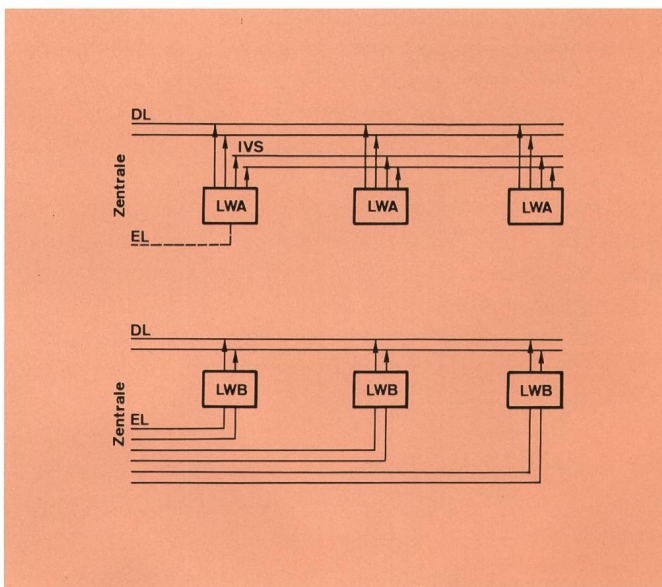 DL
IVS
Zentrale
LWA LWA LWA
EL
DL
Zentrale
LWB LWB LWB
EL